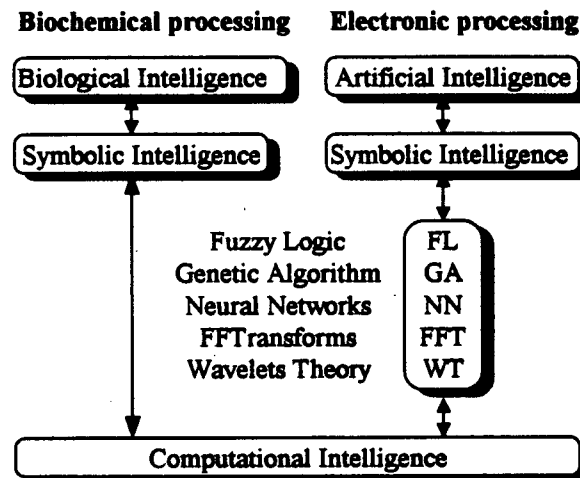 Biochemical processing Electronic processing
Biological Intelligence Artificial Intelligence
Symbolic Intelligence Symbolic Intelligence
Fuzzy Logic FL
Genetic Algorithm GA
Neural Networks NN
FFTransforms FFT
Wavelets Theory WT
Computational Intelligence